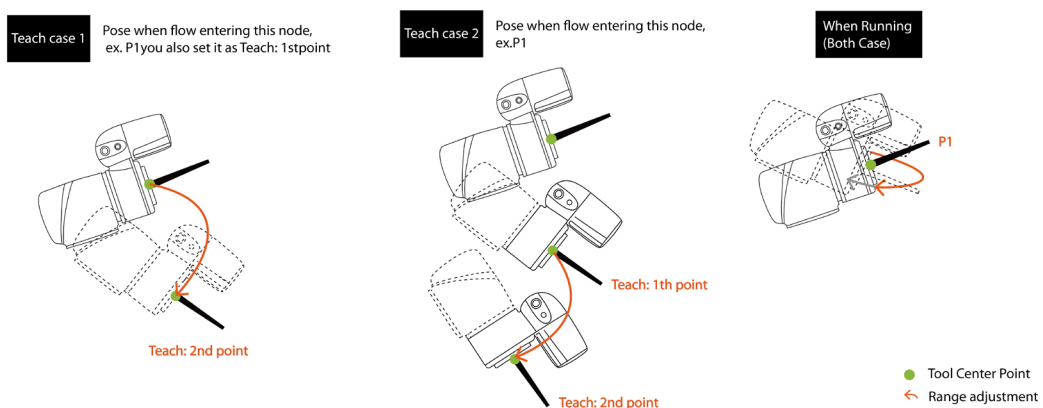 Teach case 1
Pose when flow entering this node,
ex. P1you also set it as Teach: 1stpoint
Teach: 2nd point
Teach case 2
Pose when flow entering this node,
ex.P1
Teach: 1th point
Teach: 2nd point
When Running
(Both Case)
P1
Tool Center Point
Range adjustment